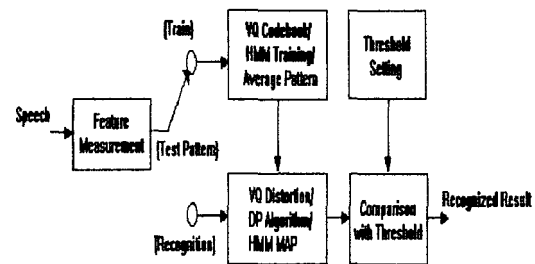 (Train)
VQ Codebook/
HMM Training/
Average Pattern
Threshold
Setting
Speech
Feature
Measurement
(Test Pattern)
(Recognition)
VQ Distortion/
DP Algorithm/
HMM MAP
Comparison
with Threshold
Recognized Result